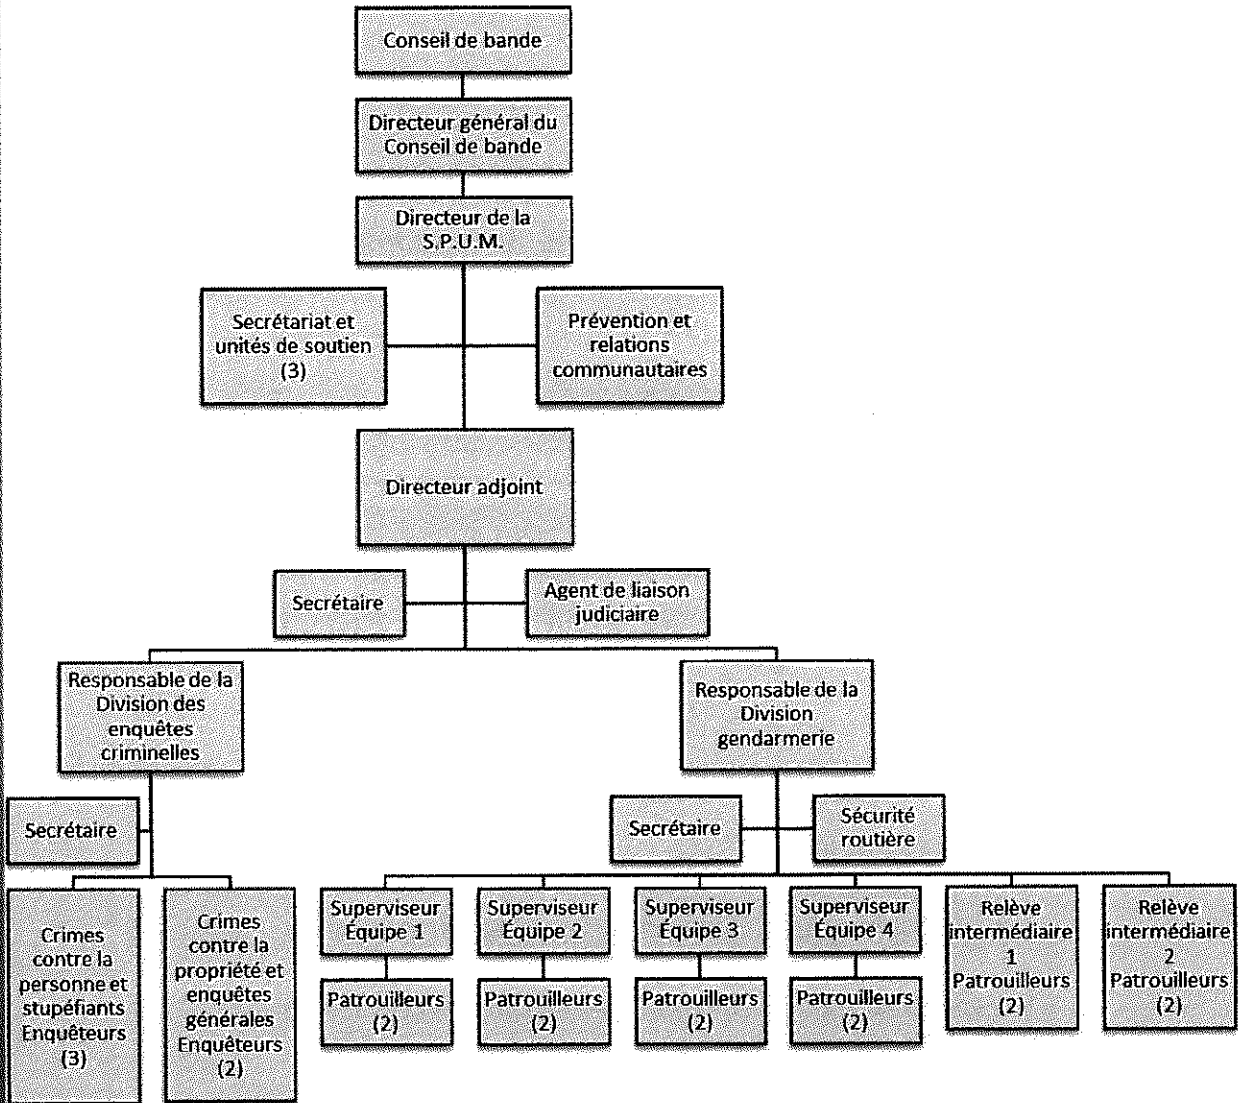 Conseil de bande
Directeur général du
Conseil de bande
Directeur de la
S.P.U.M.
Secrétariat et
unités de soutien
(3)
Prévention et
relations
communautaires
Directeur adjoint
Secrétaire
Agent de liaison
judiciaire
Responsable de la
Division des
enquêtes
criminelles
Responsable de la
Division
gendarmerie
Secrétaire
Secrétaire
Sécurité
routière
Crimes
contre la
personne et
stupéfiants
Enquêteurs
(3)
Crimes
contre la
propriété et
enquêtes
générales
Enquêteurs
(2)
Superviseur
Équipe 1
Patrouilleurs
(2)
Superviseur
Équipe 2
Patrouilleurs
(2)
Superviseur
Équipe 3
Patrouilleurs
(2)
Superviseur
Équipe 4
Patrouilleurs
(2)
Relève
intermédiaire
1
Patrouilleurs
(2)
Relève
intermédiaire
2
Patrouilleurs
(2)